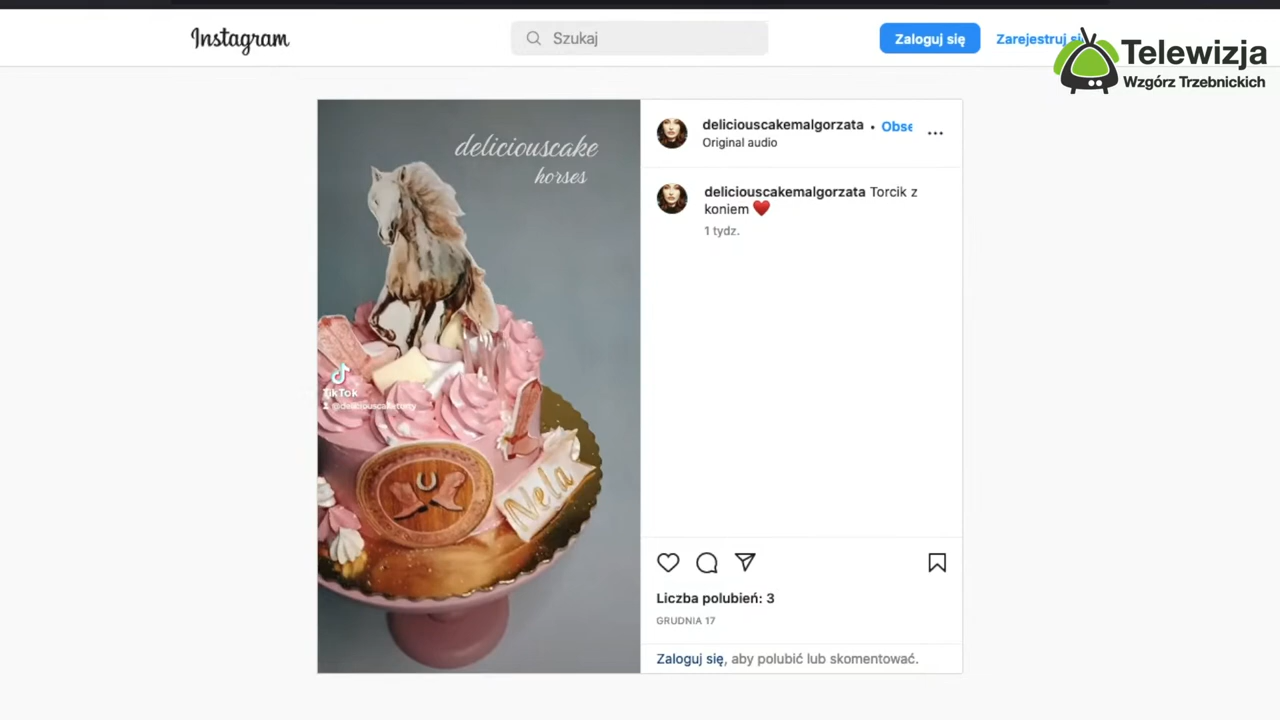 Instagram
Szukaj
Zaloguj się
Zarejestruj się
Telewizja
Wzgórz Trzebnickich
deliciouscake
horses
TikTok
Nela
deliciouscakemalgorzata • Obse
Original audio
deliciouscakemalgorzata Torcik z
koniem ❤️
1 tydz.
Liczba polubień: 3
GRUDNIA 17
Zaloguj się, aby polubić lub skomentować.